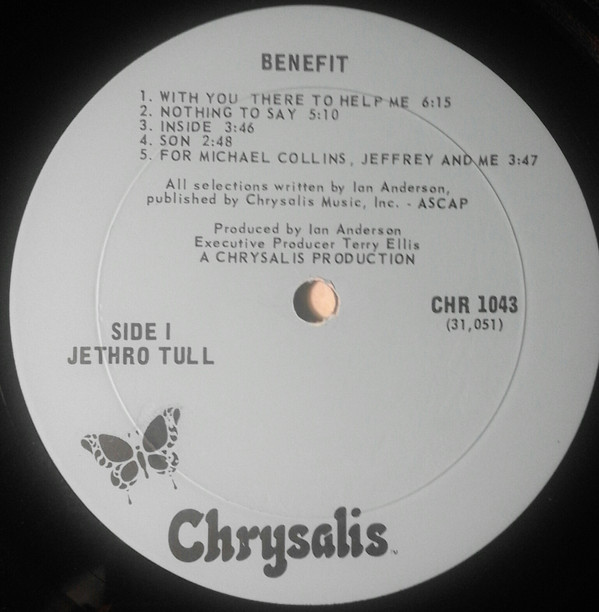 BENEFIT
1. WITH YOU THERE TO HELP ME 6:15
2. NOTHING TO SAY 5:10
3. INSIDE 3:46
4. SON 2:48
5. FOR MICHAEL COLLINS, JEFFREY AND ME 3:47
All selections written by Ian Anderson,
published by Chrysalis Music, Inc. - ASCAP
Produced by Ian Anderson
Executive Producer Terry Ellis
A CHRYSALIS PRODUCTION
CHR 1043
(31,051)
SIDE I
JETHRO TULL
Chrysalis™